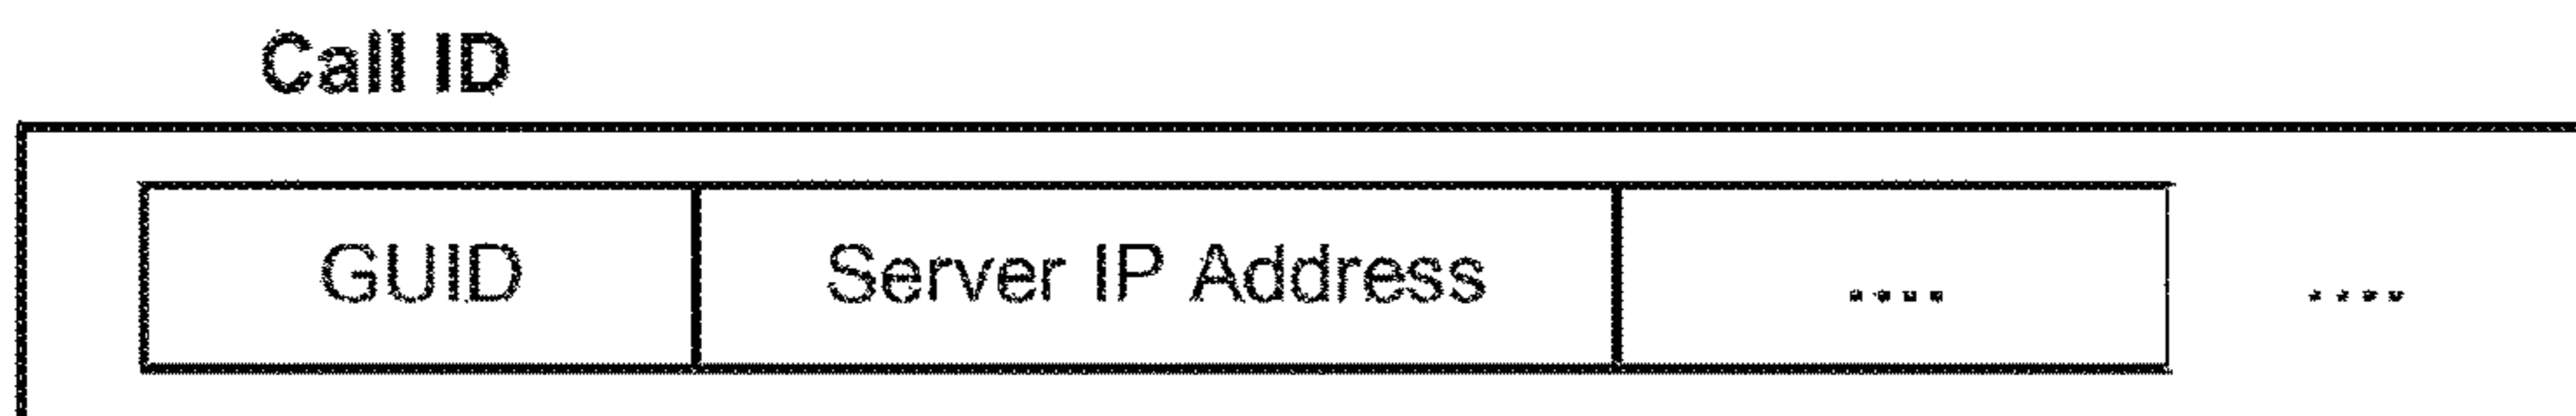 Call ID
GUID Server IP Address .... ....